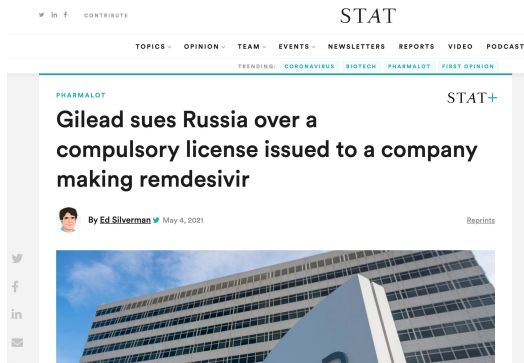 CONTRIBUTE
STAT
TOPICS OPINION TEAM EVENTS NEWSLETTERS REPORTS VIDEO PODCAST
TRENDING: CORONAVIRUS BIOTECH PHARMALOT FIRST OPINION
PHARMALOT
STAT+
Gilead sues Russia over a
compulsory license issued to a company
making remdesivir
By Ed Silverman May 4, 2021
Reprints